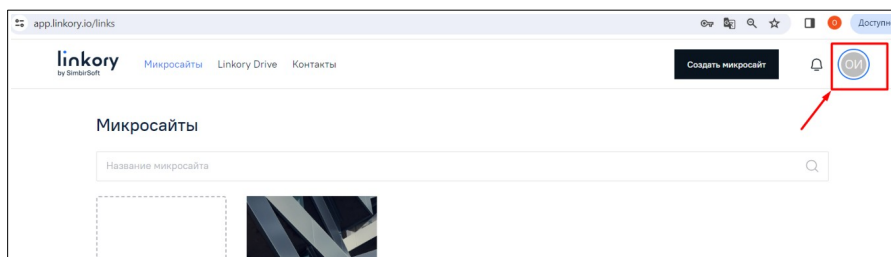 app.linkory.io/links
О
Доступн
linkory
by SimbirSoft
Микросайты
Linkory Drive
Контакты
Создать микросайт
ОИ
Микросайты
Название микросайта